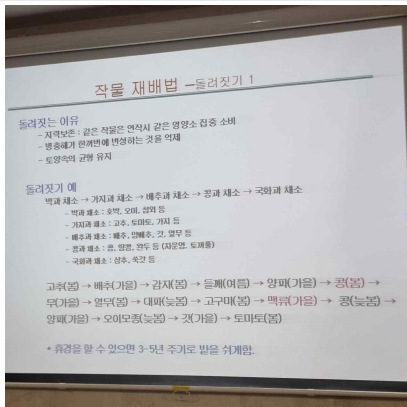 작물 재배법 -돌려짓기 1
돌려짓는 이유
- 지력보존 : 같은 작물은 연작시 같은 영양소 집중 소비
- 병충해가 한꺼번에 번성하는 것을 억제
- 토양속의 균형 유지
돌려짓기 예
박과 채소 → 가지과 채소 → 배추과 채소 → 콩과 채소 → 국화과 채소
- 박과 채소 : 호박, 오이, 참외 등
- 가지과 채소 : 고추, 토마토, 가지 등
- 배추과 채소 : 배추, 양배추, 갓, 열무 등
- 콩과 채소 : 콩, 땅콩, 완두 등 (자운영, 토끼풀)
- 국화과 채소 : 상추, 쑥갓 등
고추(봄) → 배추(가을) → 감자(봄) → 들깨(여름) → 양파(가을) → 콩(봄) →
무(가을) → 열무(봄) → 대파(늦봄) → 고구마(봄) → 맥류(가을) → 콩(늦봄) →
양파(가을) → 오이모종(늦봄) → 갓(가을) → 토마토(봄)
* 휴경을 할 수 있으면 3-5년 주기로 밭을 쉬게함.